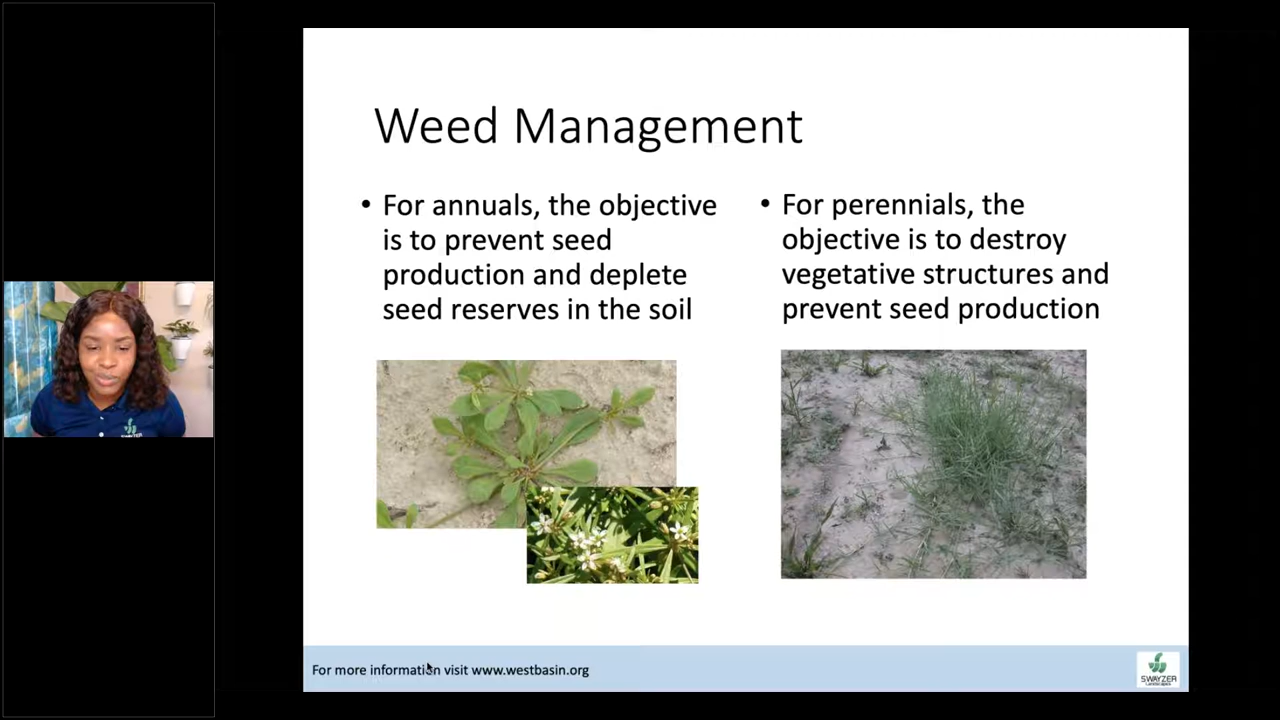 Weed Management
• For annuals, the objective
is to prevent seed
production and deplete
seed reserves in the soil
• For perennials, the
objective is to destroy
vegetative structures and
prevent seed production
For more information visit www.westbasin.org
SWAYZER
SWAYZER